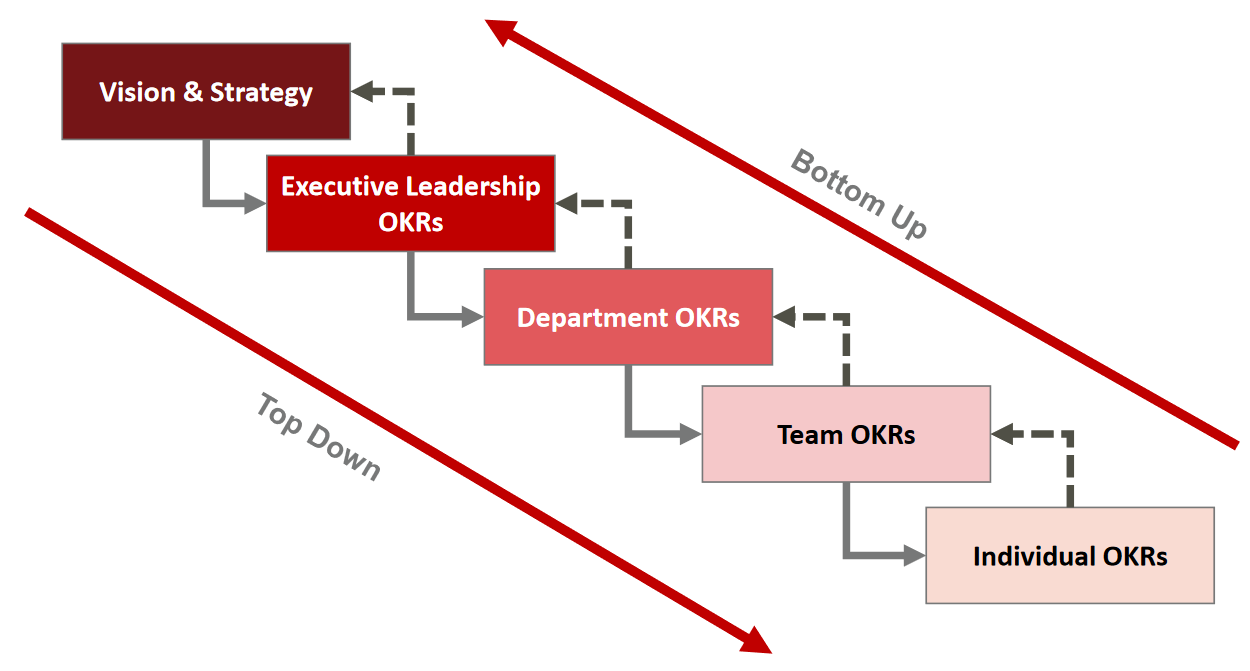 Vision & Strategy
Bottom Up
Executive Leadership
OKRs
Department OKRs
Top Down
Team OKRs
Individual OKRs